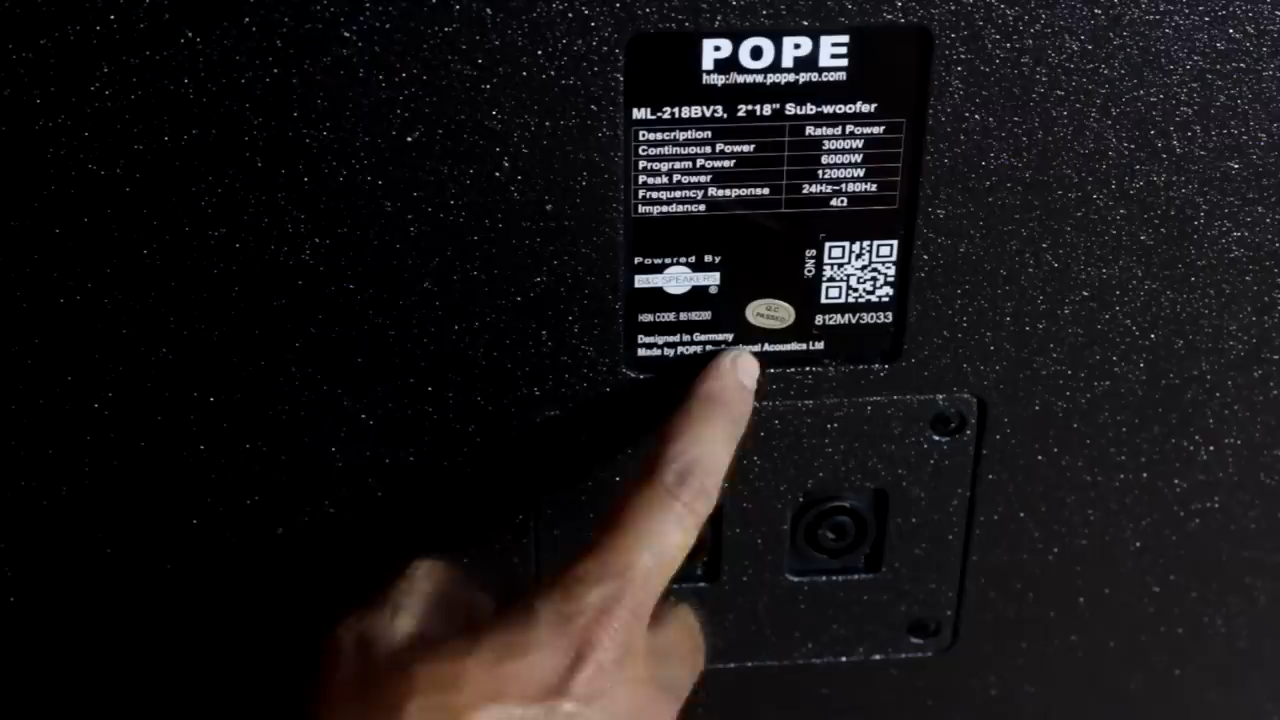 POPE
http://www.pope-pro.com
ML-218BV3, 2*18" Sub-woofer
Description Rated Power
Continuous Power 3000W
Program Power 6000W
Peak Power 12000W
Frequency Response 24Hz~180Hz
Impedance 4Ω
Powered By
B&C SPEAKERS
®
S.NO:
HSN CODE: 85182200
Q.C
PASSED
812MV3033
Designed in Germany
Made by POPE Professional Acoustics Ltd